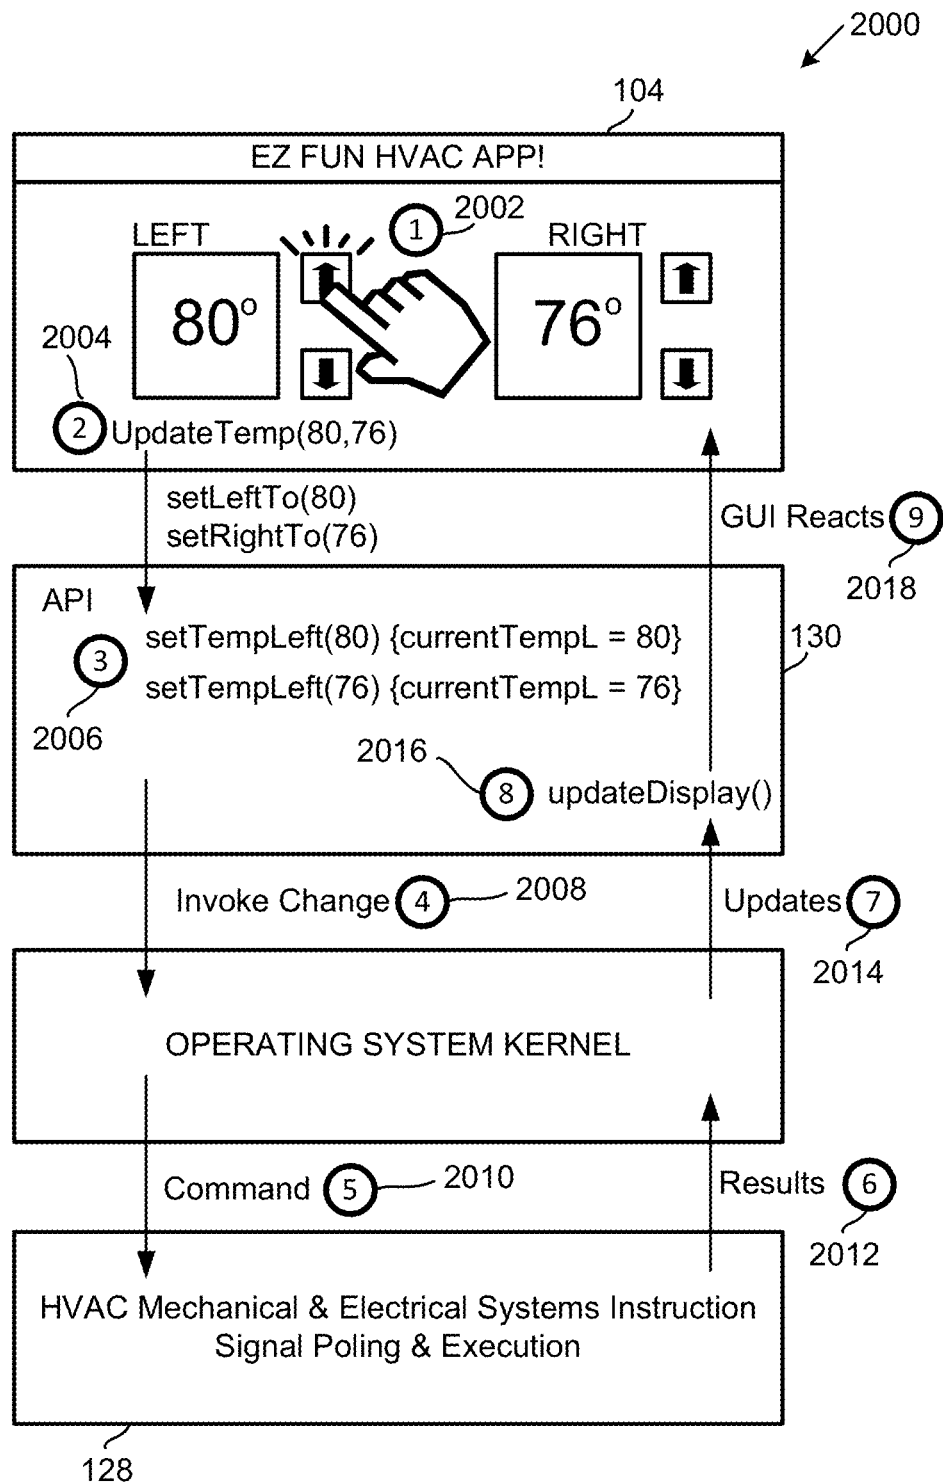 2000
104
EZ FUN HVAC APP!
1 2002
LEFT
RIGHT
80°
76°
2004
2 UpdateTemp(80,76)
setLeftTo(80)
setRightTo(76)
GUI Reacts 9
2018
API
130
3
setTempLeft(80) {currentTempL = 80}
setTempLeft(76) {currentTempL = 76}
2006
2016
8 updateDisplay()
Invoke Change 4 2008
Updates 7
2014
OPERATING SYSTEM KERNEL
Command 5 2010
Results 6
2012
HVAC Mechanical & Electrical Systems Instruction
Signal Poling & Execution
128